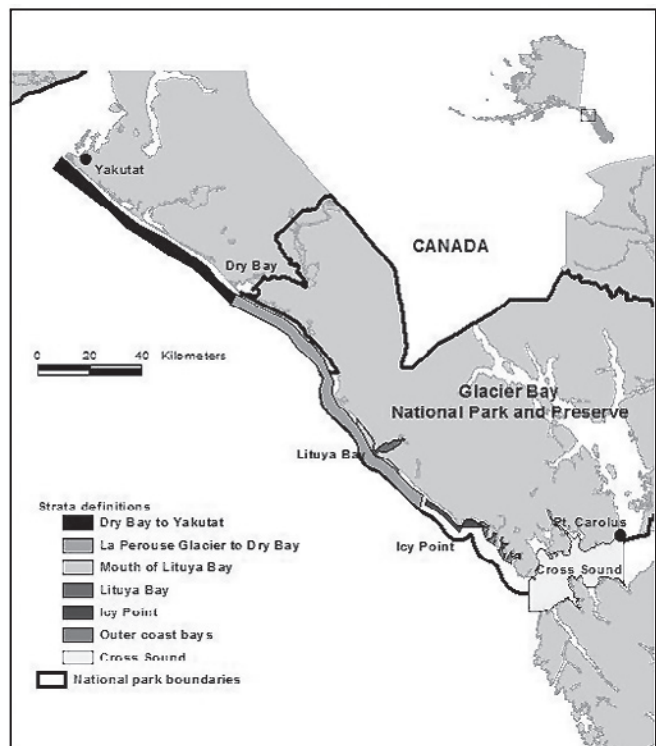 Yakutat
CANADA
Dry Bay
0 20 40 Kilometers
Glacier Bay
National Park and Preserve
Lituya Bay
Strata definitions
Dry Bay to Yakutat
La Perouse Glacier to Dry Bay
Mouth of Lituya Bay
Lituya Bay
Icy Point
Outer coast bays
Cross Sound
National park boundaries
Icy Point
Pt. Carolus
Cross Sound